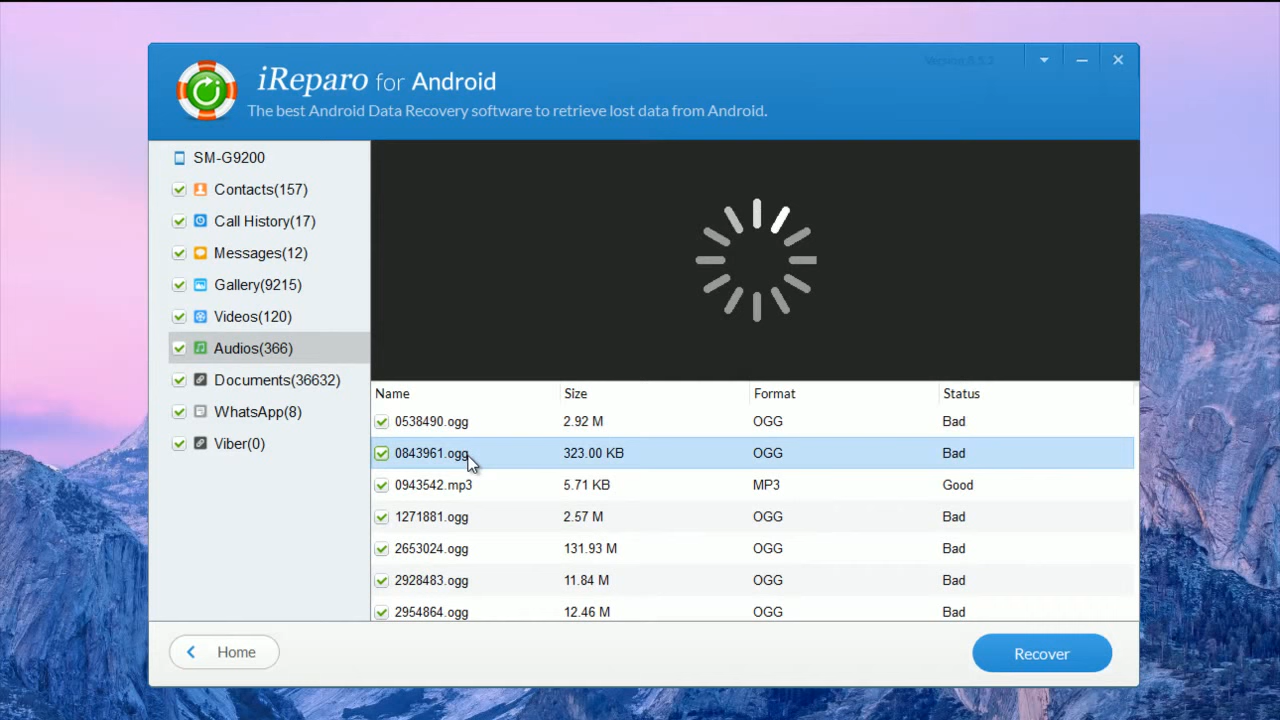 Version 8.5.2
iReparo for Android
The best Android Data Recovery software to retrieve lost data from Android.
SM-G9200
Contacts(157)
Call History(17)
Messages(12)
Gallery(9215)
Videos(120)
Audios(366)
Documents(36632)
WhatsApp(8)
Viber(0)
Name Size Format Status
0538490.ogg 2.92 M OGG Bad
0843961.ogg 323.00 KB OGG Bad
0943542.mp3 5.71 KB MP3 Good
1271881.ogg 2.57 M OGG Bad
2653024.ogg 131.93 M OGG Bad
2928483.ogg 11.84 M OGG Bad
2954864.ogg 12.46 M OGG Bad
Home
Recover